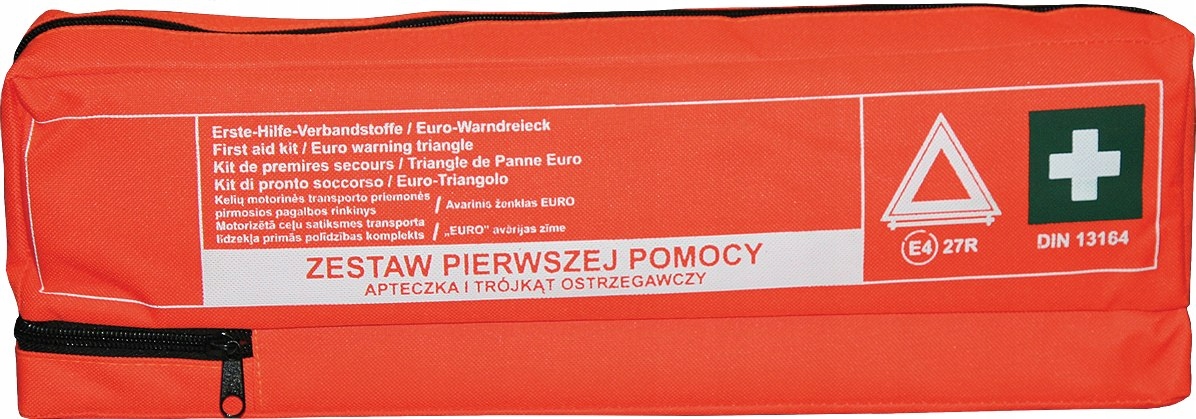 Erste-Hilfe-Verbandstoffe / Euro-Warndreieck
First aid kit / Euro warning triangle
Kit de premires secours / Triangle de Panne Euro
Kit di pronto soccorso / Euro-Triangolo
Kelių motorinės transporto priemonės
pirmosios pagalbos rinkinys / Avarinis ženklas EURO
Motorizētā ceļu satiksmes transporta
līdzekļa primās polīdzības komplekts / „EURO” avārijas zīme
ZESTAW PIERWSZEJ POMOCY
APTECZKA I TRÓJKĄT OSTRZEGAWCZY
E4 27R
DIN 13164